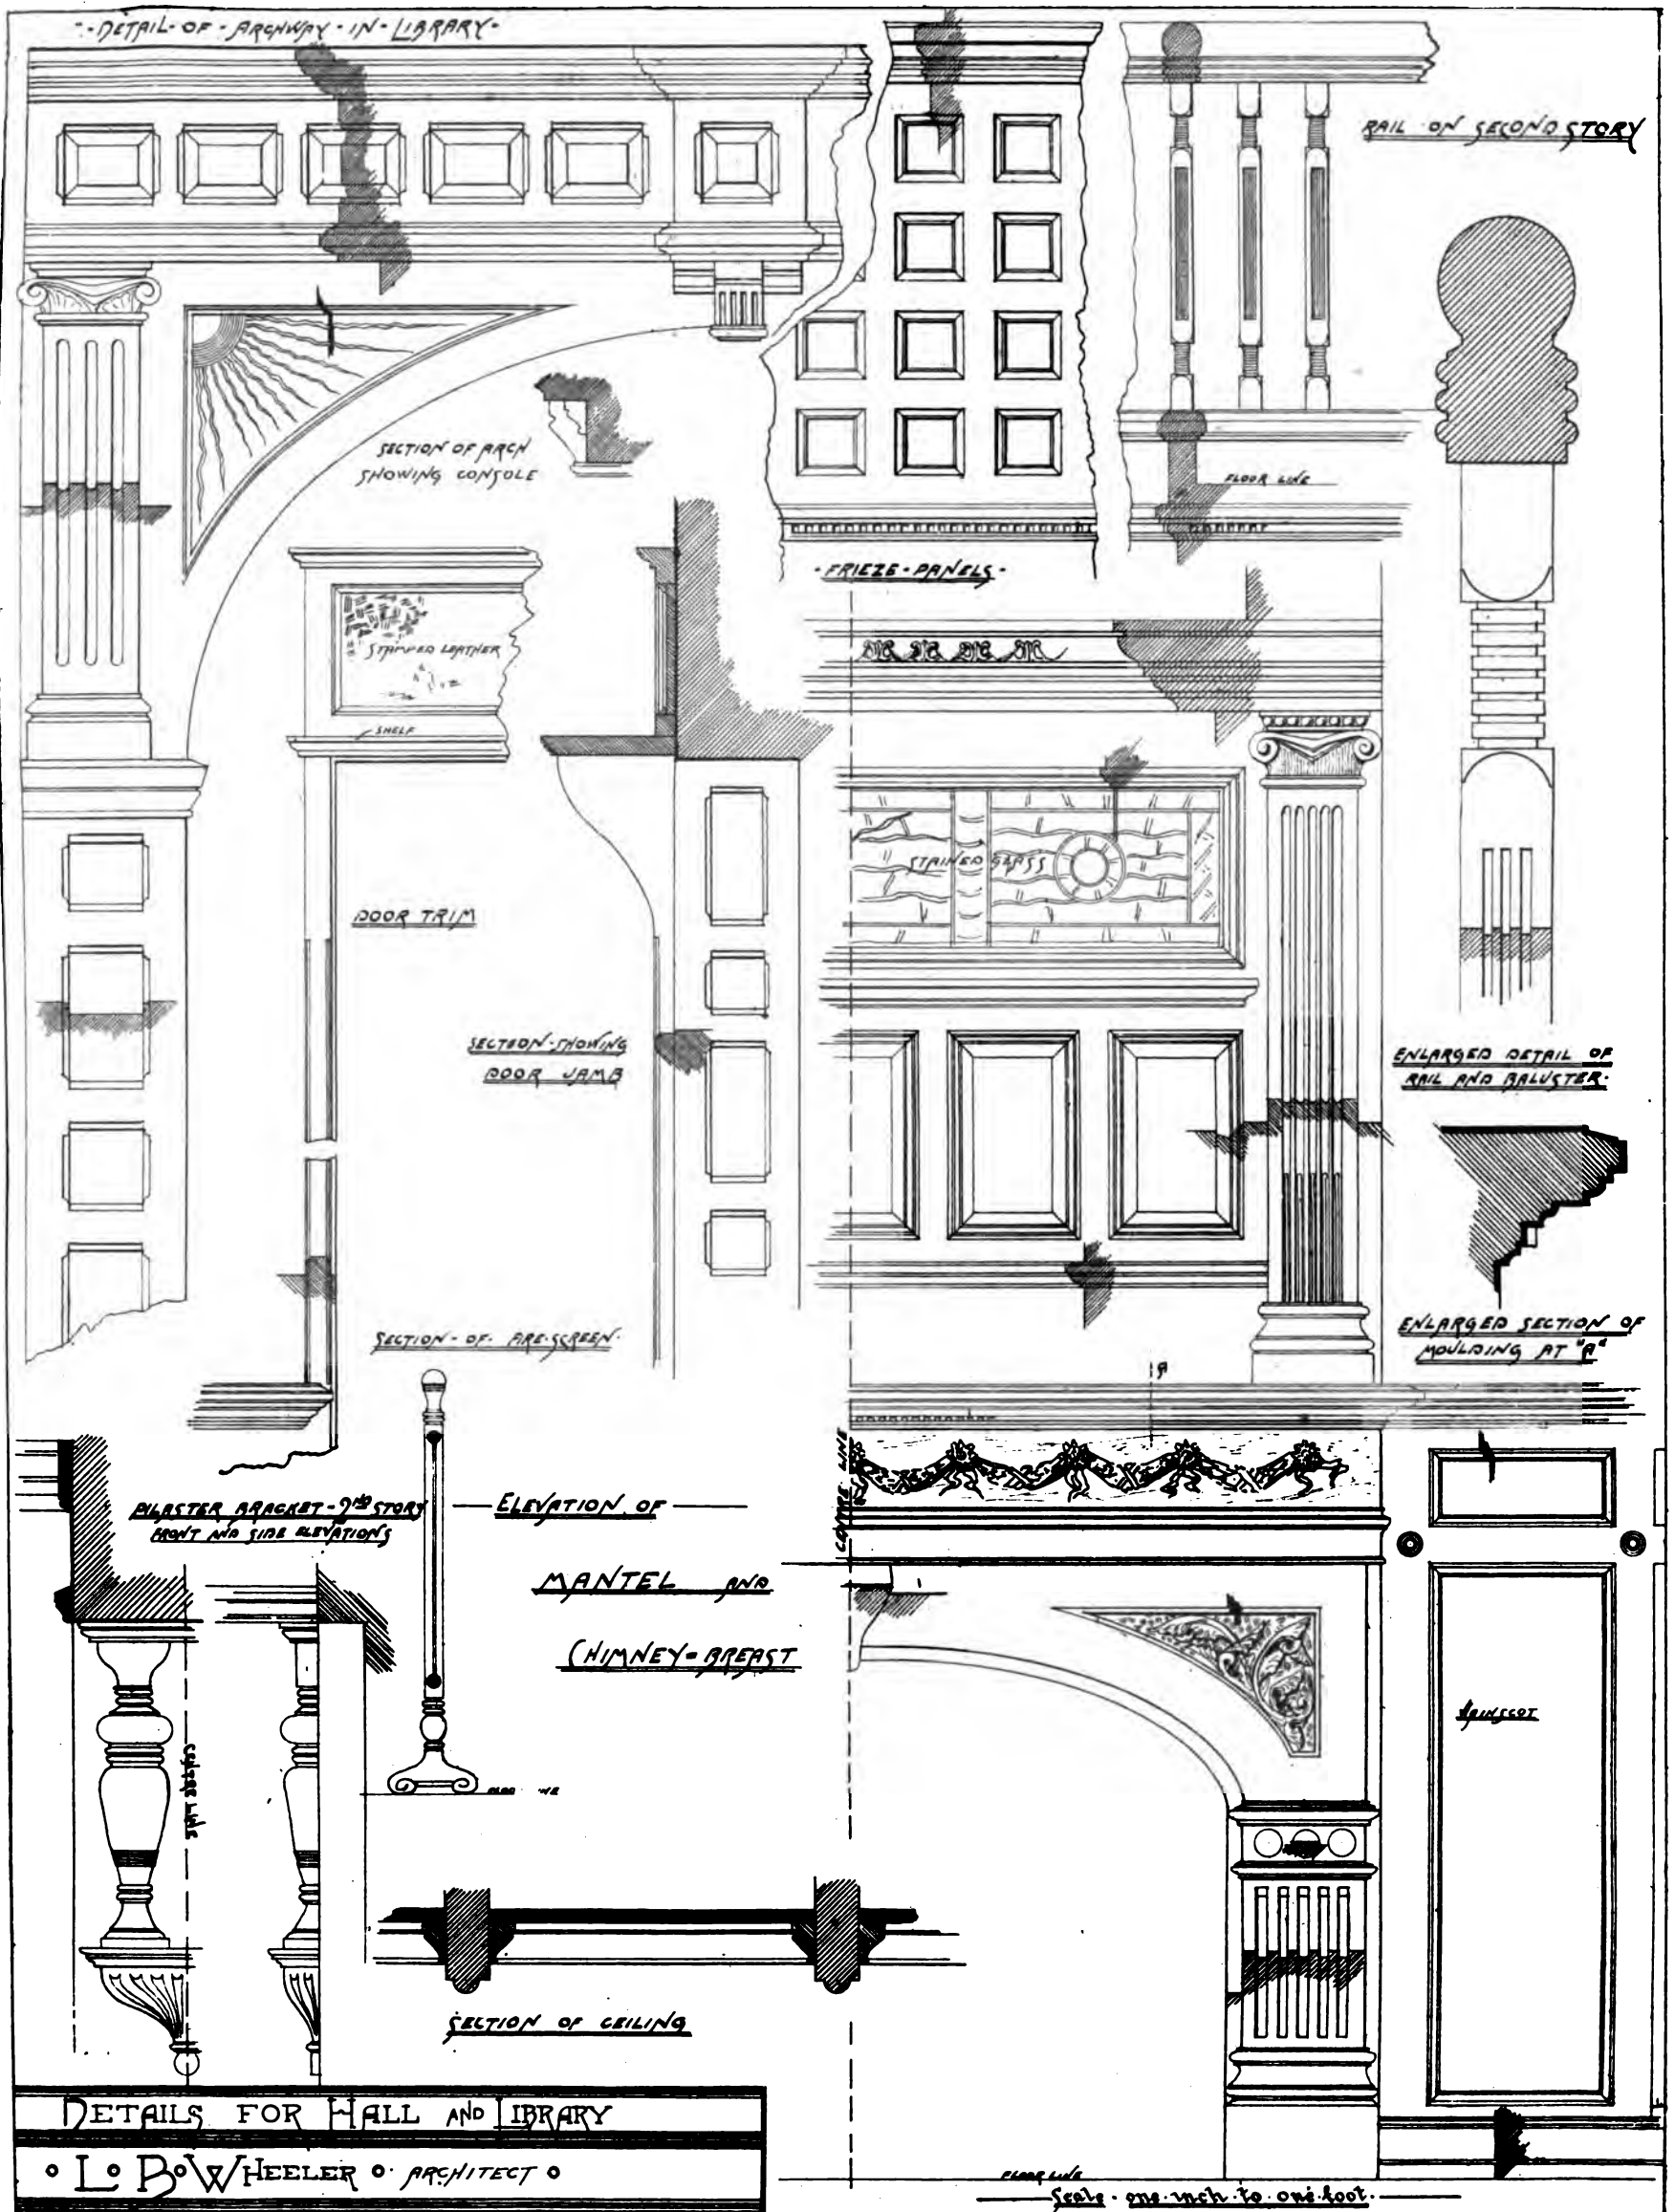 DETAIL-OF-ARCHWAY-IN-LIBRARY-
RAIL ON SECOND STORY
SECTION OF ARCH
SHOWING CONSOLE
FLOOR LINE
-FRIEZE-PANELS-
STAMPED LEATHER
SHELF
STAINED GLASS
DOOR TRIM
SECTION-SHOWING
DOOR JAMB
ENLARGED DETAIL OF
RAIL AND BALUSTER.
ENLARGED SECTION OF
MOULDING AT "A"
SECTION-OF-FIRE-SCREEN.
A
PILASTER BRACKET-2ND STORY
FRONT AND SIDE ELEVATIONS
ELEVATION OF
MANTEL AND
CHIMNEY-BREAST
CENTRE LINE
WAINSCOT
CENTRE LINE
SECTION OF CEILING
DETAILS FOR HALL AND LIBRARY
L. B. WHEELER. ARCHITECT
FLOOR LINE
Scale-one-inch-to-one-foot.